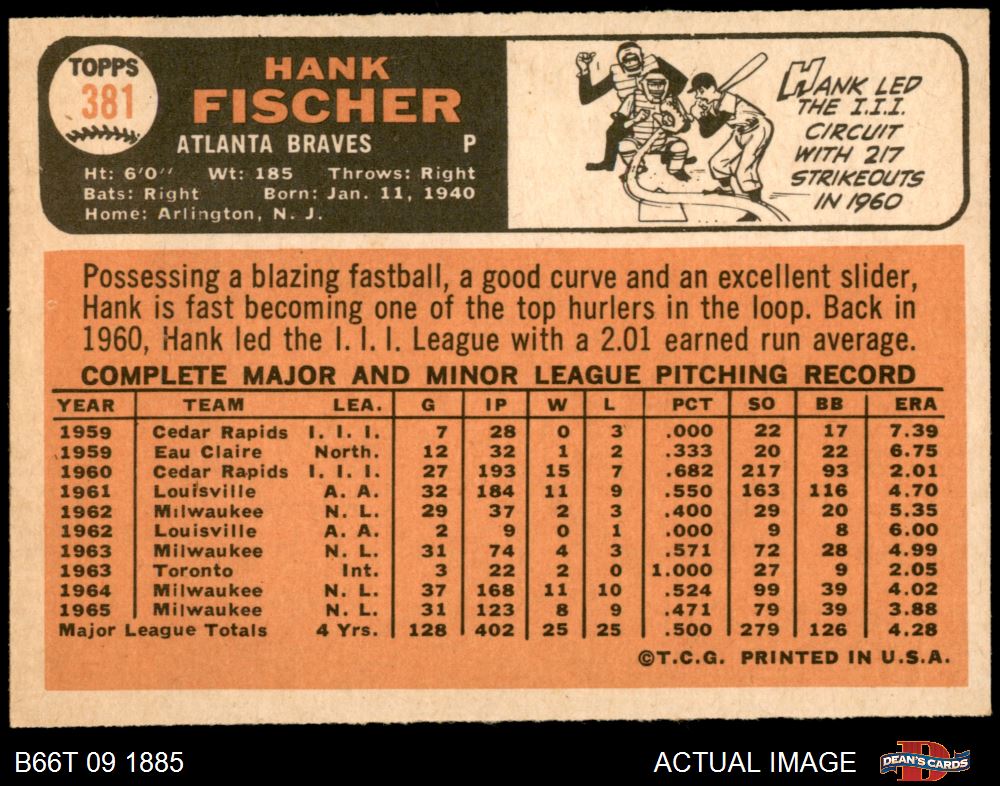 TOPPS
381
HANK
FISCHER
ATLANTA BRAVES P
Ht: 6'0" Wt: 185 Throws: Right
Bats: Right Born: Jan. 11, 1940
Home: Arlington, N. J.
HANK LED
THE I.I.I.
CIRCUIT
WITH 217
STRIKEOUTS
IN 1960
Possessing a blazing fastball, a good curve and an excellent slider,
Hank is fast becoming one of the top hurlers in the loop. Back in
1960, Hank led the I. I. I. League with a 2.01 earned run average.
COMPLETE MAJOR AND MINOR LEAGUE PITCHING RECORD
YEAR TEAM LEA. G IP W L PCT SO BB ERA
1959 Cedar Rapids I. I. I. 7 28 0 3 .000 22 17 7.39
1959 Eau Claire North. 12 32 1 2 .333 20 22 6.75
1960 Cedar Rapids I. I. I. 27 193 15 7 .682 217 93 2.01
1961 Louisville A. A. 32 184 11 9 .550 163 116 4.70
1962 Milwaukee N. L. 29 37 2 3 .400 29 20 5.35
1962 Louisville A. A. 2 9 0 1 .000 9 8 6.00
1963 Milwaukee N. L. 31 74 4 3 .571 72 28 4.99
1963 Toronto Int. 3 22 2 0 1.000 27 9 2.05
1964 Milwaukee N. L. 37 168 11 10 .524 99 39 4.02
1965 Milwaukee N. L. 31 123 8 9 .471 79 39 3.88
Major League Totals 4 Yrs. 128 402 25 25 .500 279 126 4.28
©T.C.G. PRINTED IN U.S.A.
B66T 09 1885 ACTUAL IMAGE DEAN'S CARDS